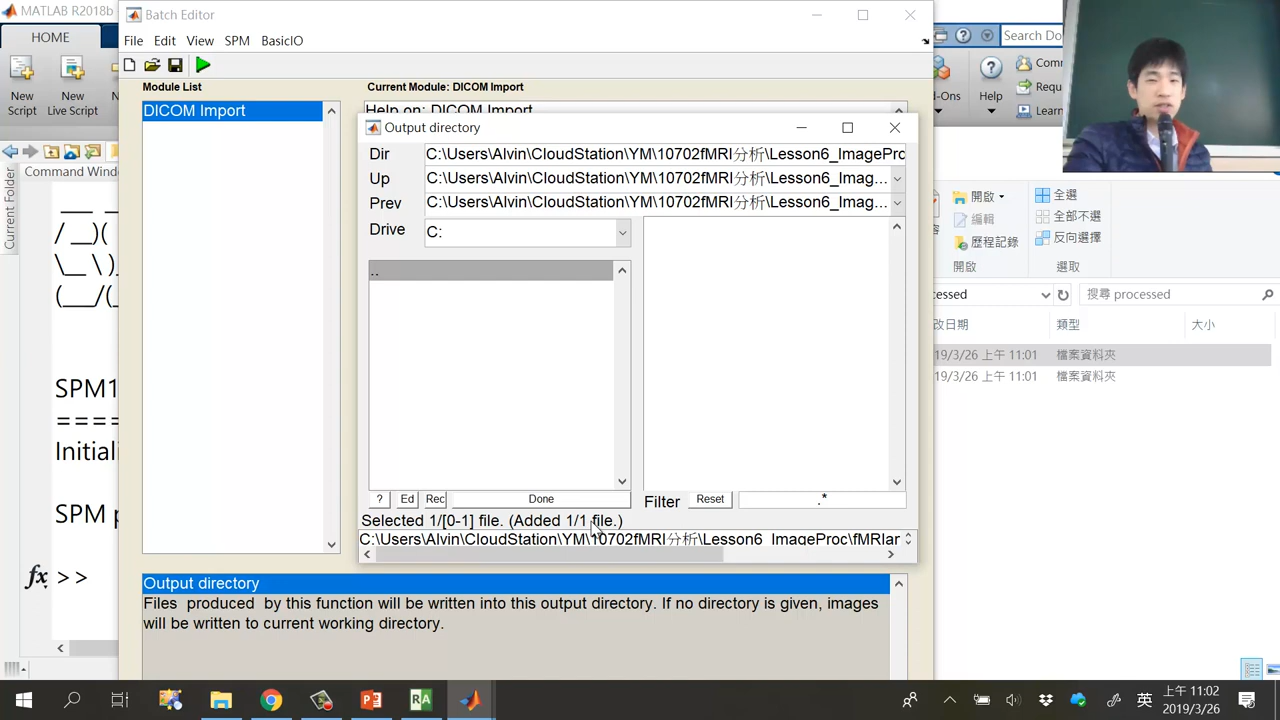 MATLAB R2018b
Batch Editor
HOME
File Edit View SPM BasicIO
Search Do
New Script
New Live Script
Module List
Current Module: DICOM Import
-Ons
Help
Comm
Requ
Learn
DICOM Import
Help on: DICOM Import
Output directory
Dir C:\Users\Alvin\CloudStation\YM\10702fMRI分析\Lesson6_ImageProc
Up C:\Users\Alvin\CloudStation\YM\10702fMRI分析\Lesson6_Imag...
Prev C:\Users\Alvin\CloudStation\YM\10702fMRI分析\Lesson6_Imag...
Drive C:
..
Current Folder
Command Windo
開啟
編輯
歷程記錄
開啟
全選
全部不選
反向選擇
選取
cessed
搜尋 processed
改日期 類型 大小
19/3/26 上午 11:01 檔案資料夾
19/3/26 上午 11:01 檔案資料夾
SPM1
====
Initiali
SPM p
fx >>
? Ed Rec Done
Filter Reset .*
Selected 1/[0-1] file. (Added 1/1 file.)
C:\Users\Alvin\CloudStation\YM\10702fMRI分析\Lesson6_ImageProc\fMRIar
Output directory
Files produced by this function will be written into this output directory. If no directory is given, images
will be written to current working directory.
英
上午 11:02
2019/3/26